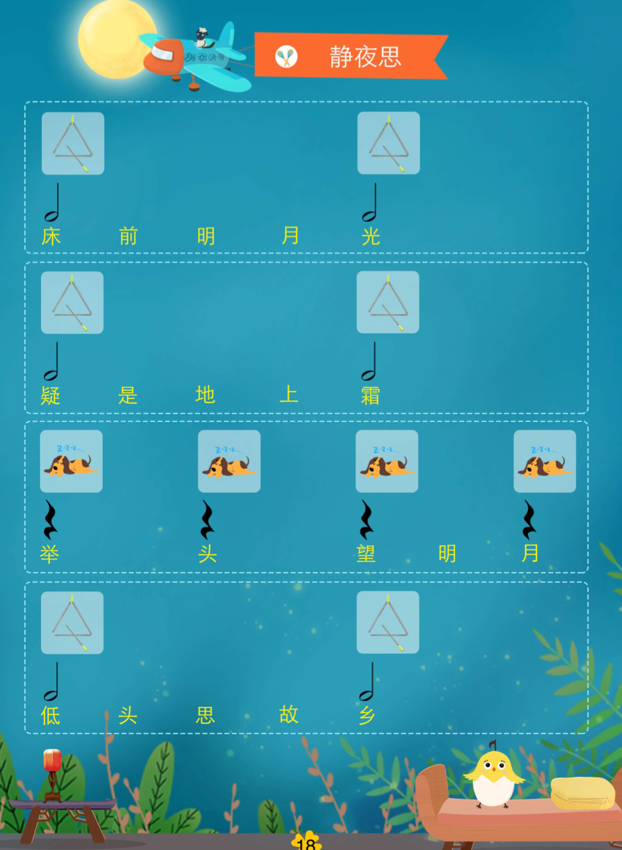 静夜思
床 前 明 月 光
疑 是 地 上 霜
z-z-z... z-z-z... z-z-z... z-z-z...
举 头 望 明 月
低 头 思 故 乡
18